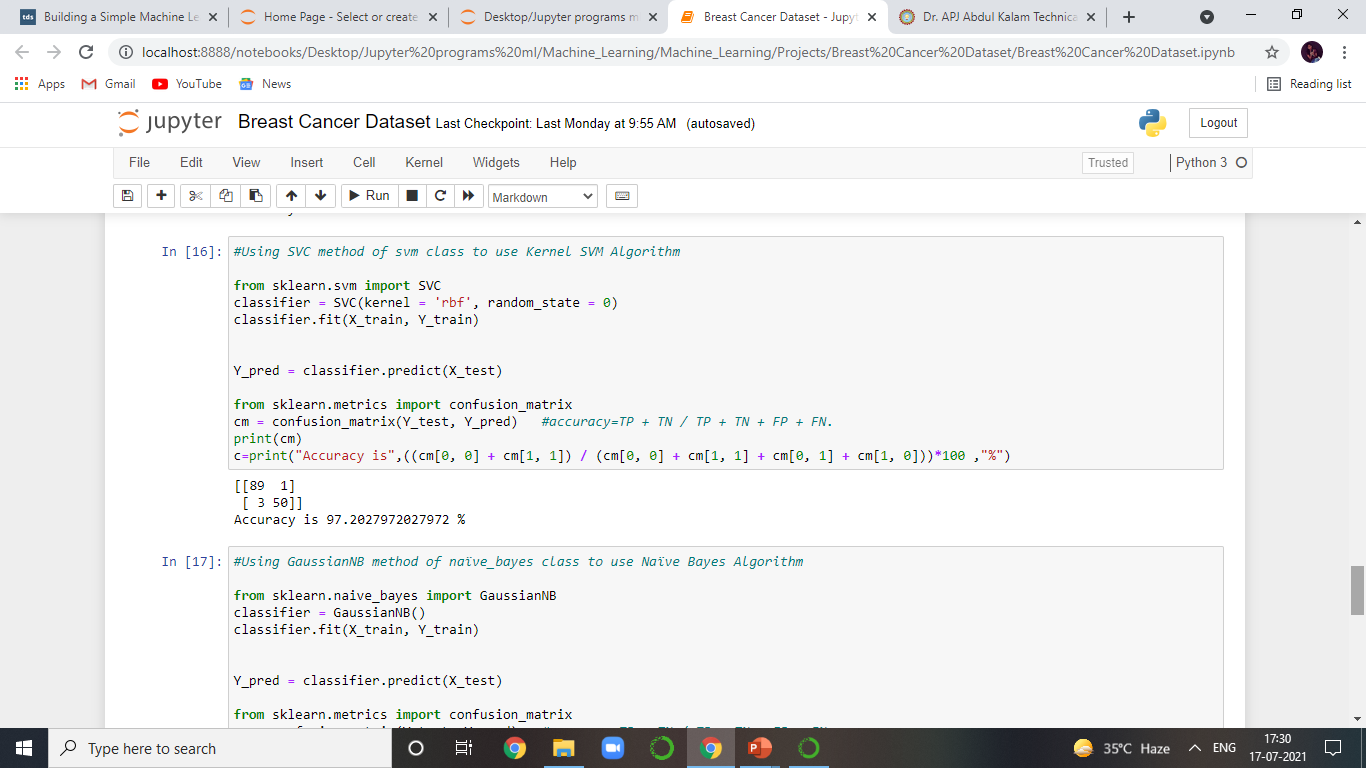 Building a Simple Machine Le
Home Page - Select or create
Desktop/Jupyter programs m
Breast Cancer Dataset - Jupyt
Dr. APJ Abdul Kalam Technica
localhost:8888/notebooks/Desktop/Jupyter%20programs%20ml/Machine_Learning/Machine_Learning/Projects/Breast%20Cancer%20Dataset/Breast%20Cancer%20Dataset.ipynb
Apps Gmail YouTube News Reading list
jupyter Breast Cancer Dataset Last Checkpoint: Last Monday at 9:55 AM (autosaved) Logout
File Edit View Insert Cell Kernel Widgets Help Trusted Python 3
Run Markdown
In [16]: #Using SVC method of svm class to use Kernel SVM Algorithm
from sklearn.svm import SVC
classifier = SVC(kernel = 'rbf', random_state = 0)
classifier.fit(X_train, Y_train)
Y_pred = classifier.predict(X_test)
from sklearn.metrics import confusion_matrix
cm = confusion_matrix(Y_test, Y_pred)   #accuracy=TP + TN / TP + TN + FP + FN.
print(cm)
c=print("Accuracy is",((cm[0, 0] + cm[1, 1]) / (cm[0, 0] + cm[1, 1] + cm[0, 1] + cm[1, 0]))*100 ,"%")
[[89  1]
 [ 3 50]]
Accuracy is 97.2027972027972 %
In [17]: #Using GaussianNB method of naïve_bayes class to use Naïve Bayes Algorithm
from sklearn.naive_bayes import GaussianNB
classifier = GaussianNB()
classifier.fit(X_train, Y_train)
Y_pred = classifier.predict(X_test)
from sklearn.metrics import confusion_matrix
Type here to search
35°C Haze
ENG
17:30
17-07-2021